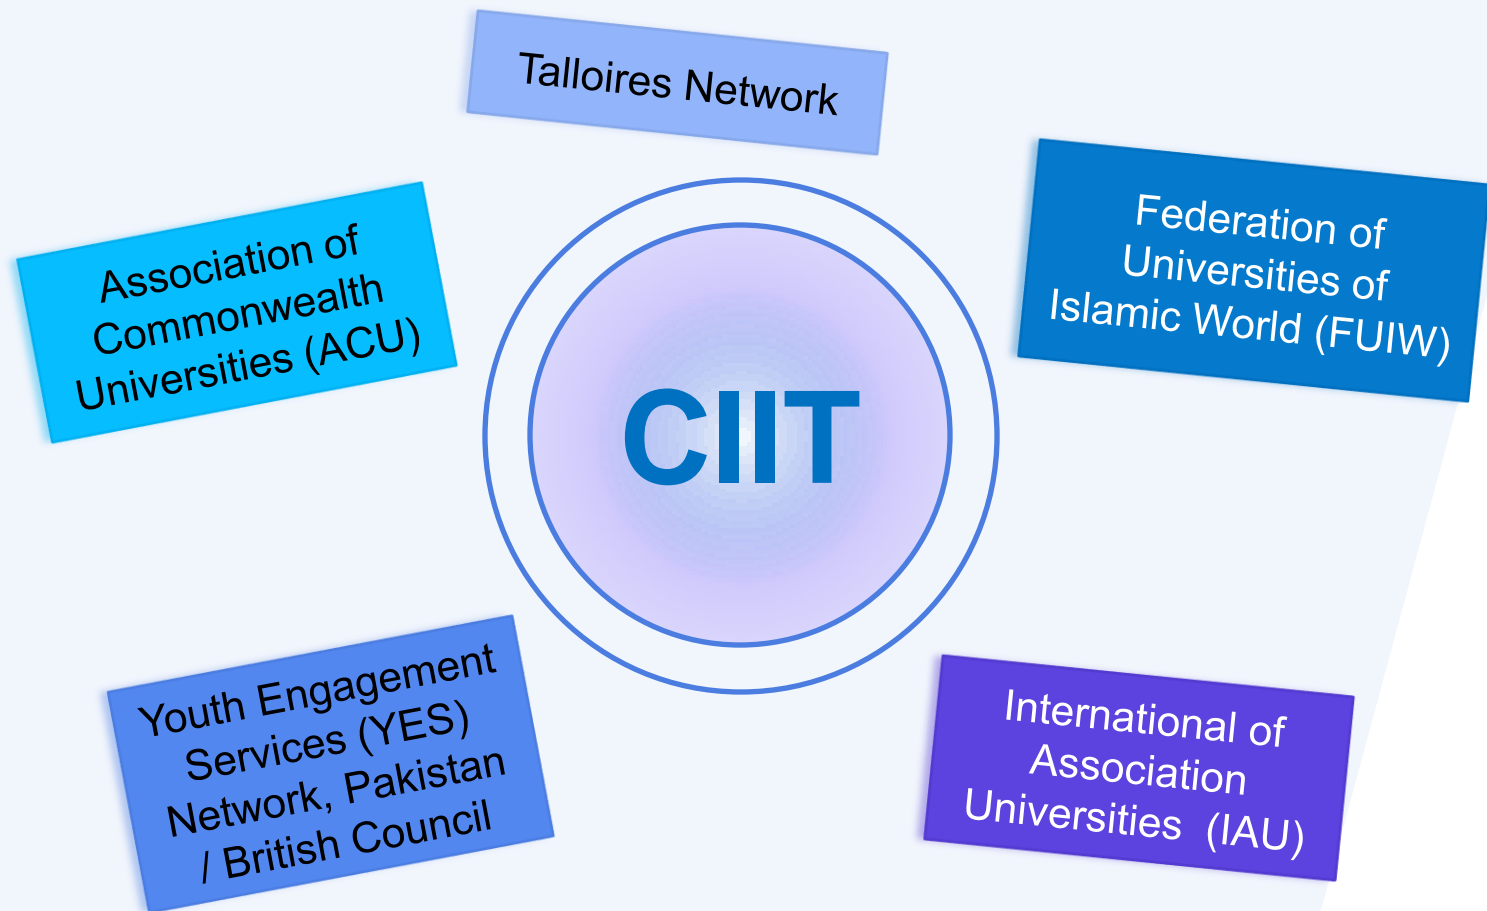 Talloires Network
Association of
Commonwealth
Universities (ACU)
Federation of
Universities of
Islamic World (FUIW)
CIIT
Youth Engagement
Services (YES)
Network, Pakistan
/ British Council
International of
Association
Universities  (IAU)